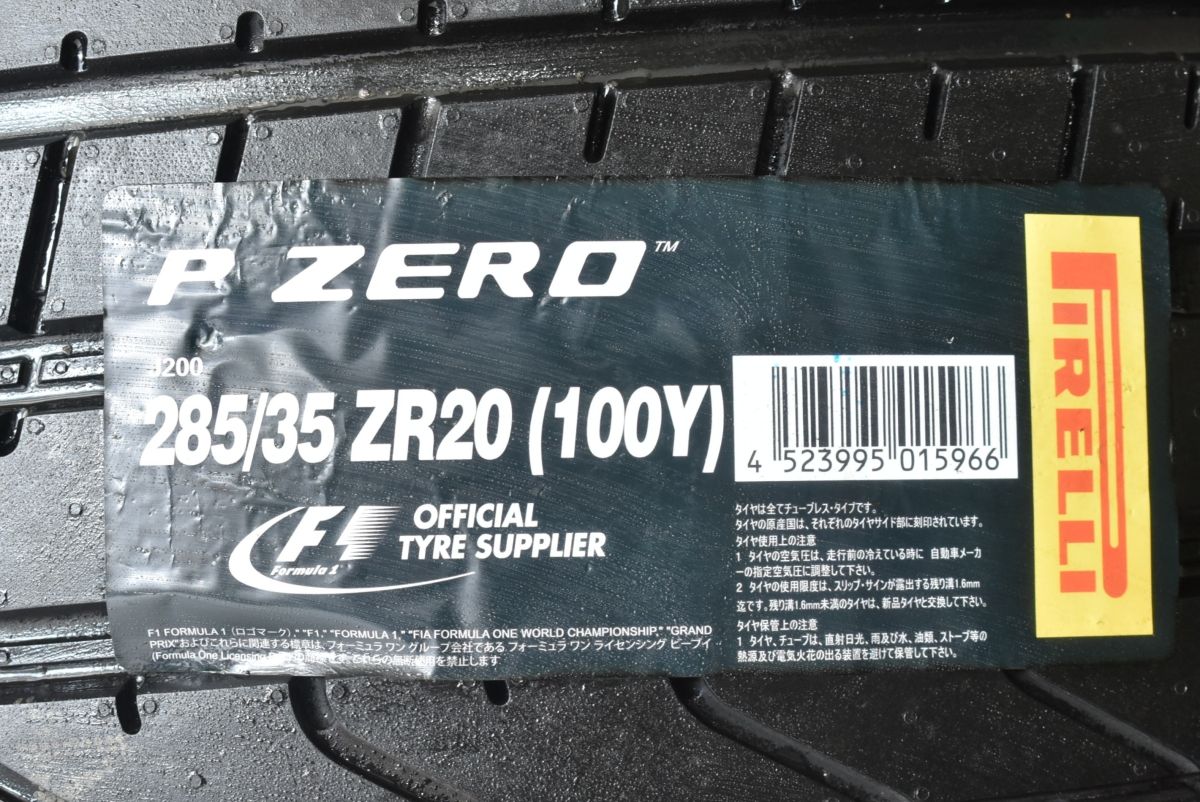 P ZERO™
285/35 ZR20 (100Y)
4 523995 015966
PIRELLI
F1
Formula 1
OFFICIAL
TYRE SUPPLIER
タイヤは全てチューブレス・タイプです。
タイヤの原産国は、それぞれのタイヤサイド部に刻印されています。
タイヤ使用上の注意
1 タイヤの空気圧は、走行前の冷えている時に 自動車メーカ
ーの指定空気圧に調整して下さい。
2 タイヤの使用限度は、スリップ・サインが露出する残り溝1.6mm
迄です。残り溝1.6mm未満のタイヤは、新品タイヤと交換して下さい。
タイヤ保管上の注意
1 タイヤ、チューブは、直射日光、雨及び水、油類、ストーブ等の
熱源及び電気火花の出る装置を避けて保管して下さい。
F1 FORMULA 1 (ロゴマーク)," "F1," "FORMULA 1," "FIA FORMULA ONE WORLD CHAMPIONSHIP," "GRAND
PRIX"およびこれらに関連する標章は、フォーミュラ ワン グループ会社である フォーミュラ ワン ライセンシング ビーブイ
(Formula One Licensing これらの無断使用を禁止します